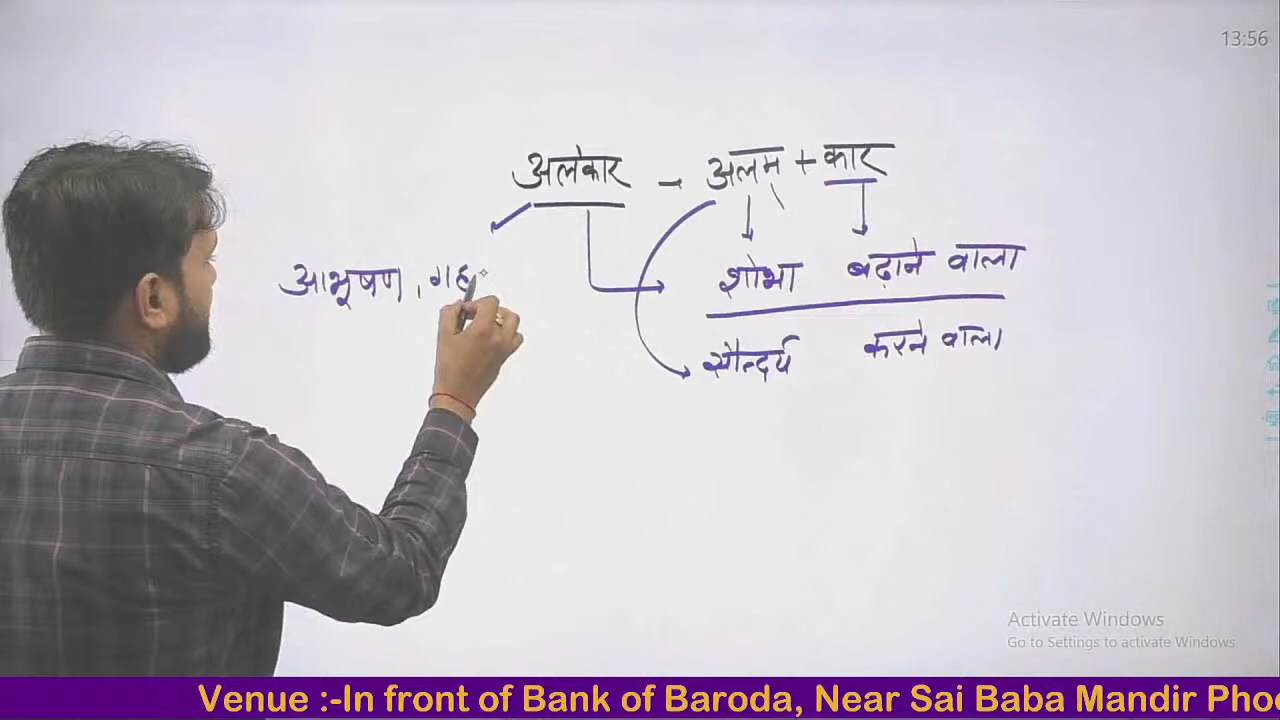 13:56
अलंकार - अलम् + कार
आभूषण, गह
शोभा बढ़ाने वाला
सौन्दर्य करने वाला
Activate Windows
Go to Settings to activate Windows.
Venue :-In front of Bank of Baroda, Near Sai Baba Mandir Phoo